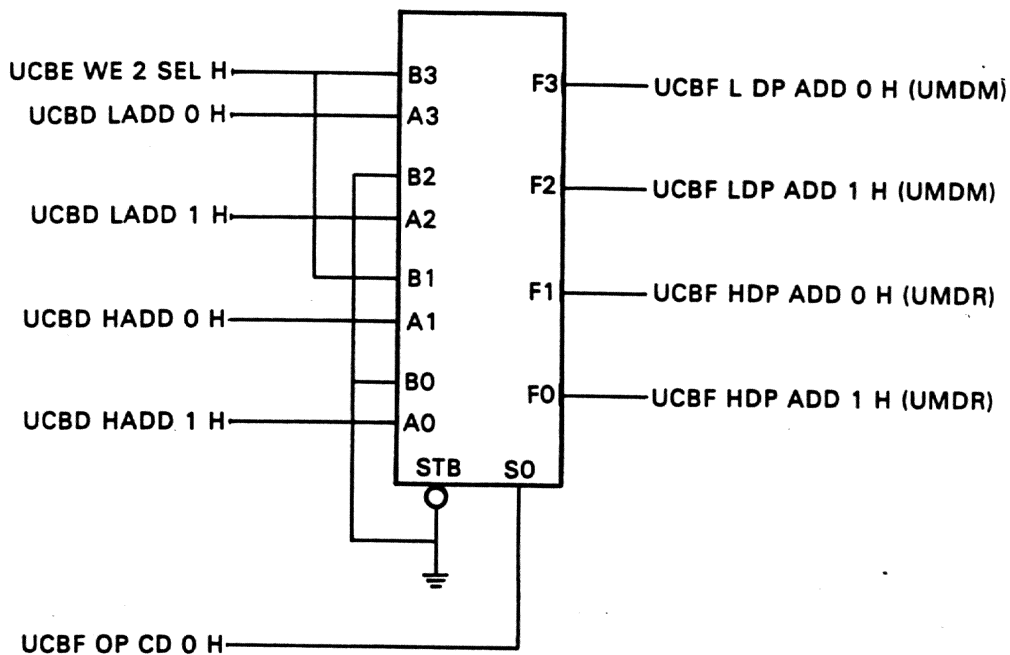 UCBE WE 2 SEL H
B3
F3
UCBF L DP ADD 0 H (UMDM)
UCBD LADD 0 H
A3
B2
F2
UCBF LDP ADD 1 H (UMDM)
UCBD LADD 1 H
A2
B1
F1
UCBF HDP ADD 0 H (UMDR)
UCBD HADD 0 H
A1
B0
F0
UCBF HDP ADD 1 H (UMDR)
UCBD HADD 1 H
A0
STB
S0
UCBF OP CD 0 H